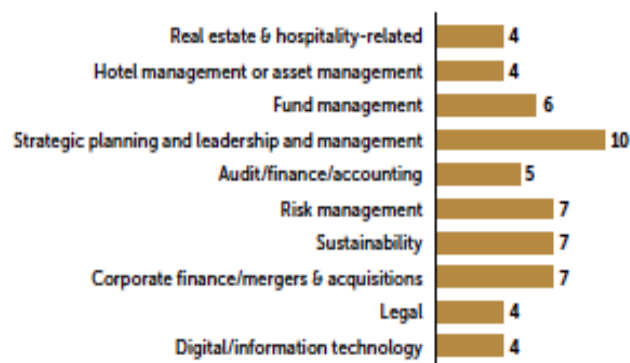 Real estate & hospitality-related 4
Hotel management or asset management 4
Fund management 6
Strategic planning and leadership and management 10
Audit/finance/accounting 5
Risk management 7
Sustainability 7
Corporate finance/mergers & acquisitions 7
Legal 4
Digital/information technology 4